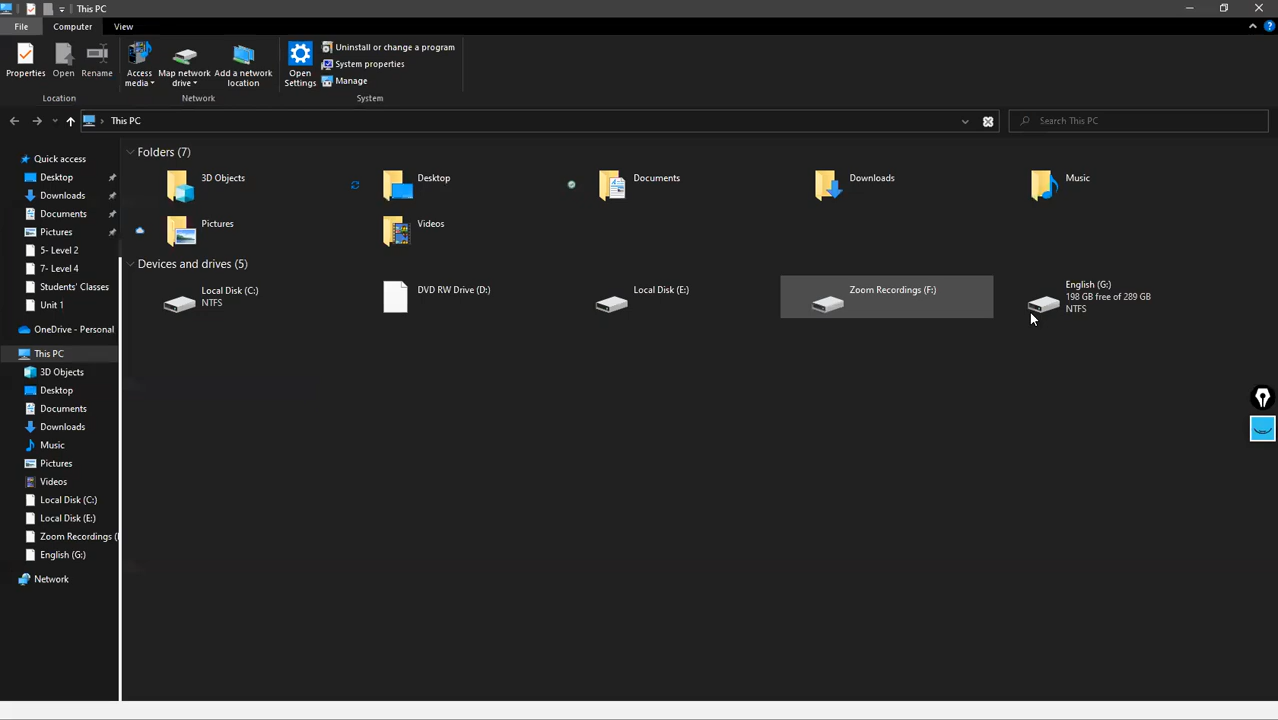 This PC
File Computer View
Properties Open Rename Access media Map network drive Add a network location Open Settings Uninstall or change a program
System properties
Manage
Location Network System
This PC Search This PC
Quick access
Desktop
Downloads
Documents
Pictures
5- Level 2
7- Level 4
Students' Classes
Unit 1
OneDrive - Personal
This PC
3D Objects
Desktop
Documents
Downloads
Music
Pictures
Videos
Local Disk (C:)
Local Disk (E:)
Zoom Recordings (
English (G:)
Network
Folders (7)
3D Objects Desktop Documents Downloads Music
Pictures Videos
Devices and drives (5)
Local Disk (C:)
NTFS
DVD RW Drive (D:)
Local Disk (E:)
Zoom Recordings (F:)
English (G:)
198 GB free of 289 GB
NTFS